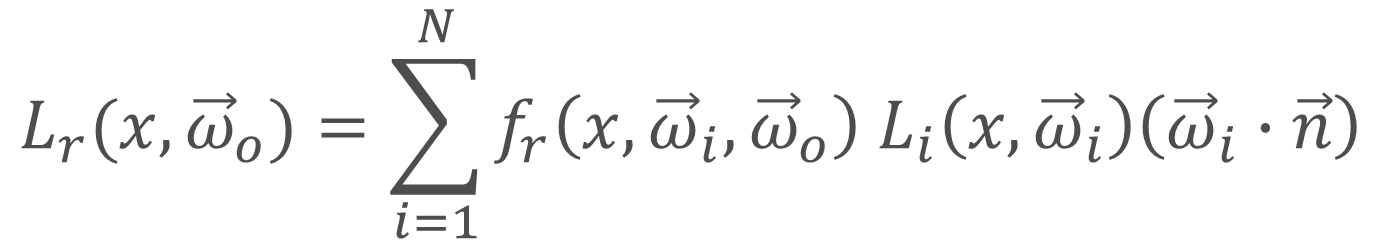 $L_r(x, \vec{\omega}_o) = \sum_{i=1}^{N} f_r(x, \vec{\omega}_i, \vec{\omega}_o) \, L_i(x, \vec{\omega}_i)(\vec{\omega}_i \cdot \vec{n})$